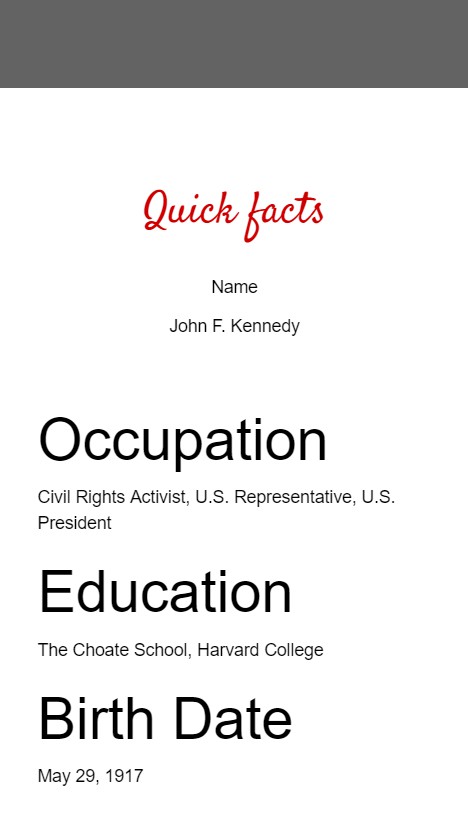 Quick facts
Name
John F. Kennedy
Occupation
Civil Rights Activist, U.S. Representative, U.S.
President
Education
The Choate School, Harvard College
Birth Date
May 29, 1917